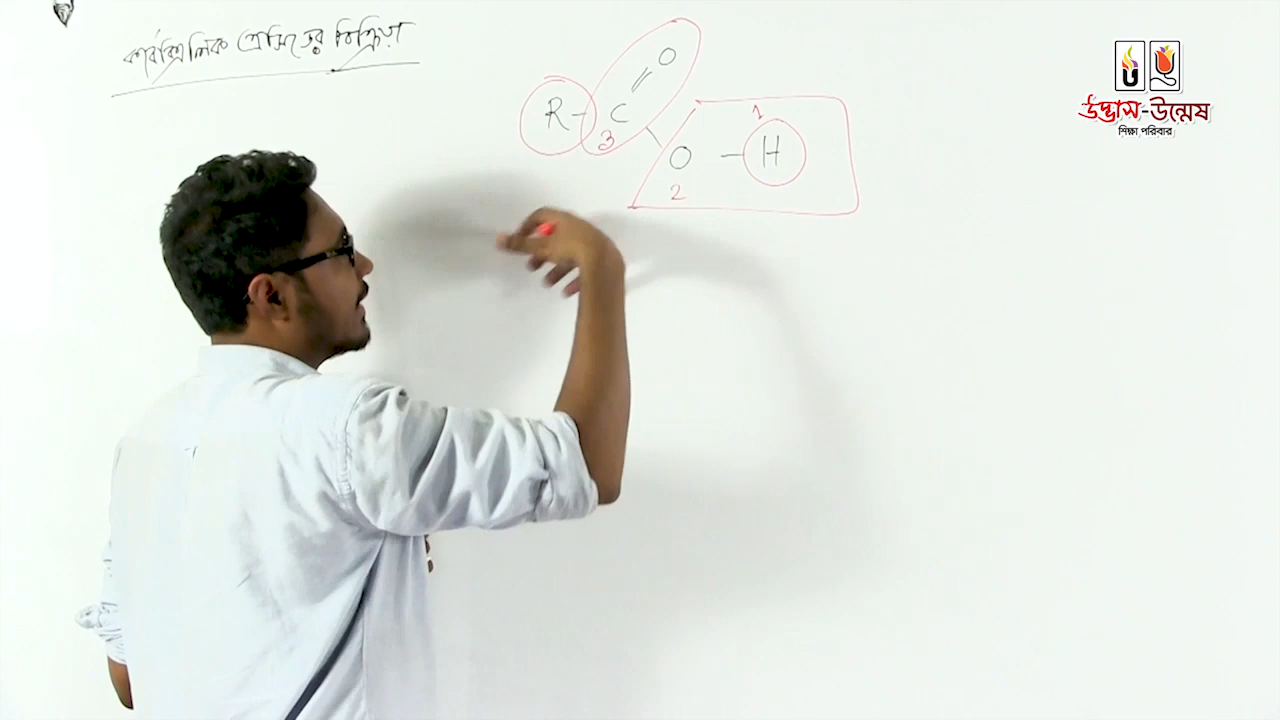 কার্বক্সিলিক এসিডের বিক্রিয়া
O
R - C
1
3
O - H
2
উদ্ভাস-উন্মেষ
শিক্ষা পরিবার